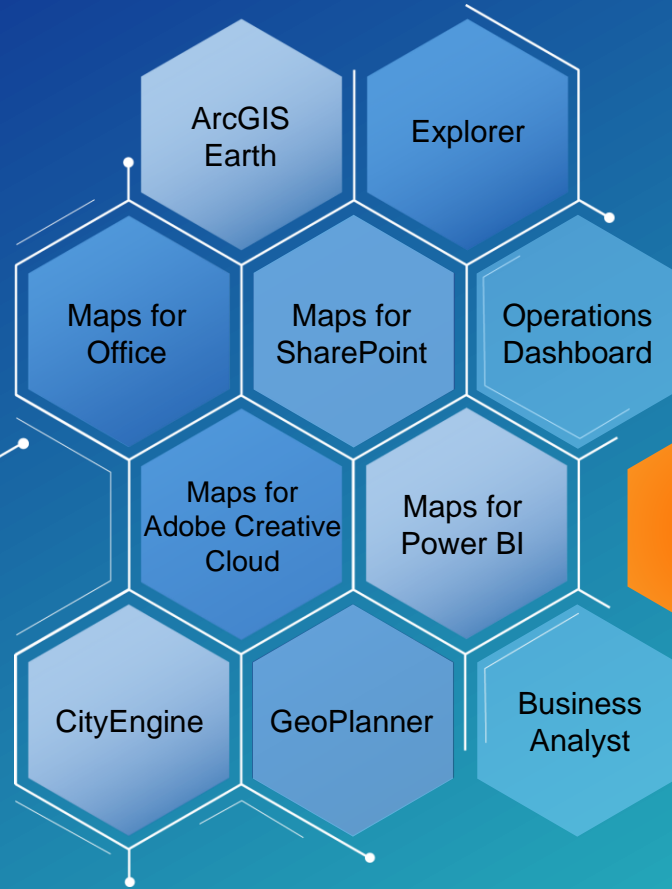 ArcGIS
Earth
Explorer
Maps for
Office
Maps for
SharePoint
Operations
Dashboard
Maps for
Adobe Creative
Cloud
Maps for
Power BI
CityEngine
GeoPlanner
Business
Analyst